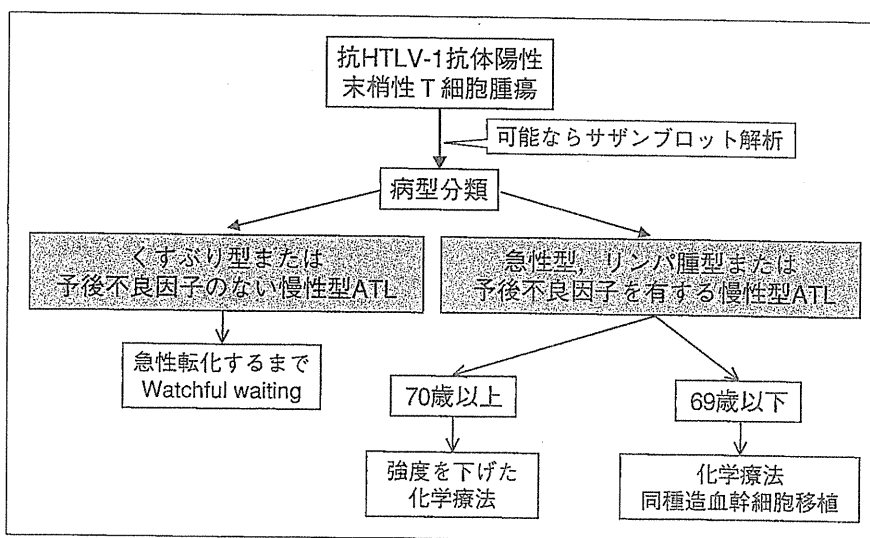 抗HTLV-1抗体陽性
末梢性T細胞腫瘍
可能ならサザンブロット解析
病型分類
くすぶり型または
予後不良因子のない慢性型ATL
急性型，リンパ腫型または
予後不良因子を有する慢性型ATL
急性転化するまで
Watchful waiting
70歳以上
69歳以下
強度を下げた
化学療法
化学療法
同種造血幹細胞移植